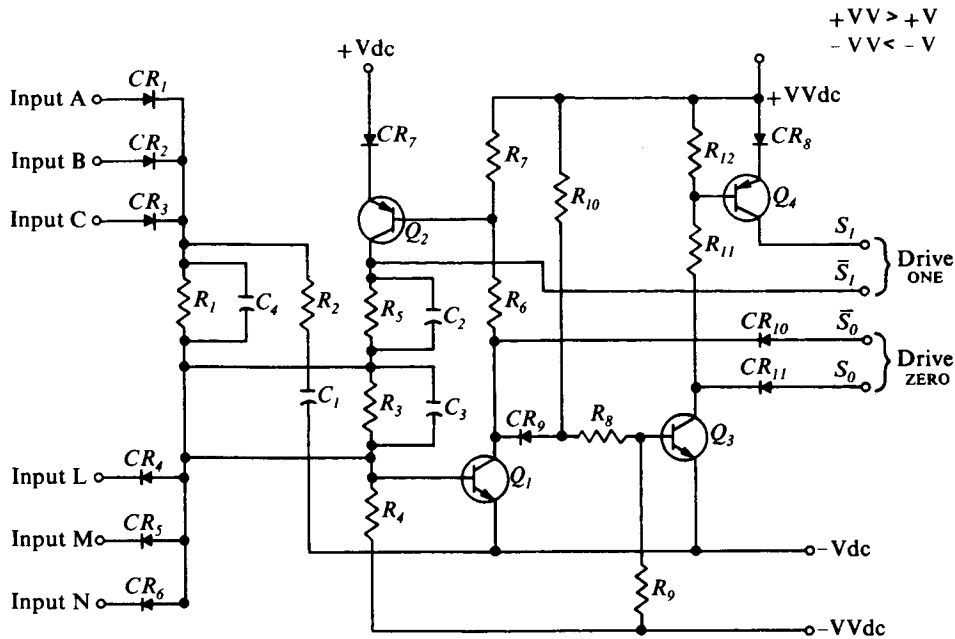 +VV > +V
−VV < −V
+Vdc
CR1
Input A
+VVdc
CR2
CR7
R7
R12
CR8
Input B
CR3
R10
Input C
Q2
Q4
R11
S1
Drive
ONE
S̅1
R1
C4
R2
R5
C2
R6
CR10
S̅0
Drive
ZERO
CR11
S0
C1
R3
C3
CR9
R8
Q3
CR4
Input L
Q1
R4
CR5
Input M
−Vdc
CR6
R9
Input N
−VVdc